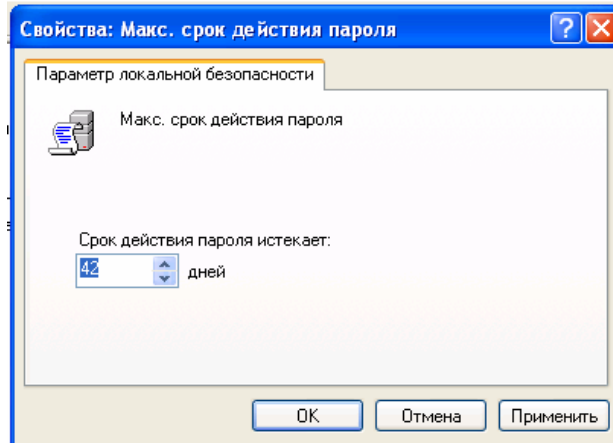 Свойства: Макс. срок действия пароля
Параметр локальной безопасности
Макс. срок действия пароля
Срок действия пароля истекает:
42 дней
OK Отмена Применить